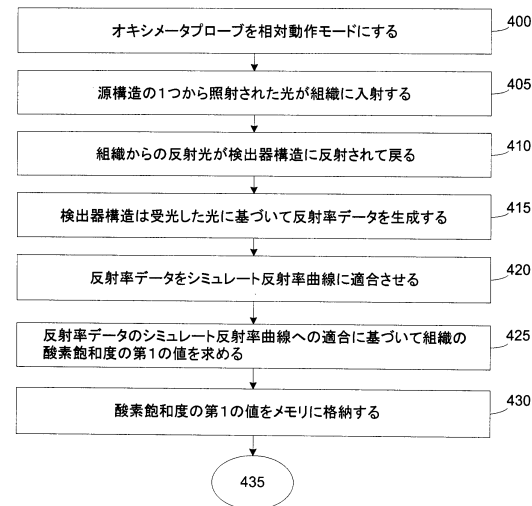 オキシメータプローブを相対動作モードにする
400
源構造の1つから照射された光が組織に入射する
405
組織からの反射光が検出器構造に反射されて戻る
410
検出器構造は受光した光に基づいて反射率データを生成する
415
反射率データをシミュレート反射率曲線に適合させる
420
反射率データのシミュレート反射率曲線への適合に基づいて組織の
酸素飽和度の第1の値を求める
425
酸素飽和度の第1の値をメモリに格納する
430
435